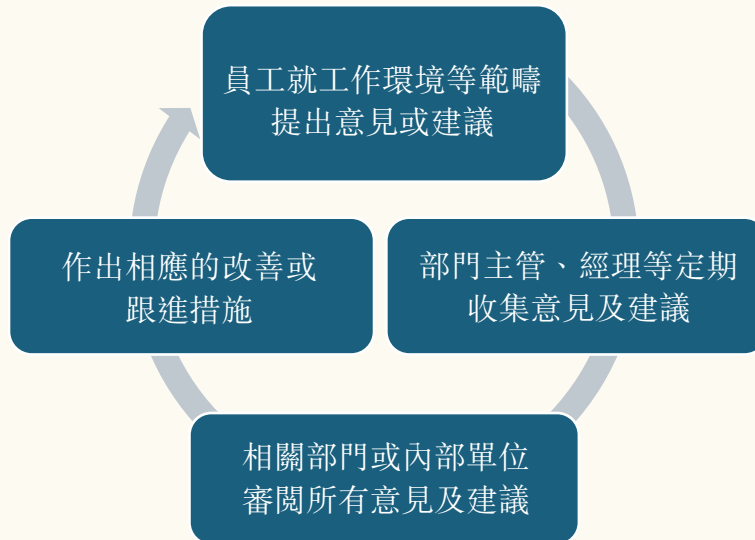 員工就工作環境等範疇
提出意見或建議
部門主管、經理等定期
收集意見及建議
相關部門或內部單位
審閱所有意見及建議
作出相應的改善或
跟進措施